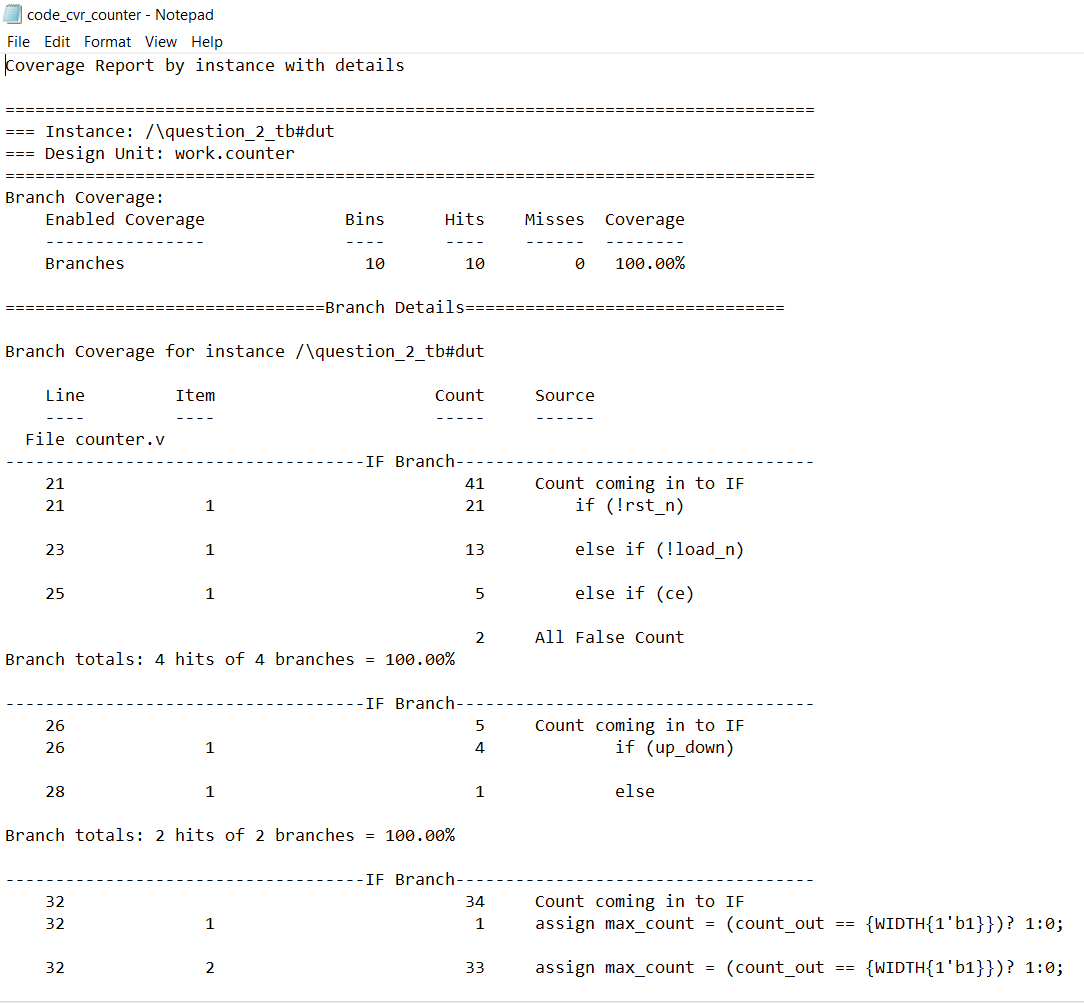 code_cvr_counter - Notepad
File Edit Format View Help
Coverage Report by instance with details
=================================================================================
=== Instance: /\question_2_tb#dut
=== Design Unit: work.counter
=================================================================================
Branch Coverage:
    Enabled Coverage              Bins      Hits    Misses  Coverage
    ----------------              ----      ----    ------  --------
    Branches                        10        10         0   100.00%
================================Branch Details================================
Branch Coverage for instance /\question_2_tb#dut
    Line         Item                      Count     Source
    ----         ----                      -----     ------
  File counter.v
------------------------------------IF Branch------------------------------------
    21                                        41     Count coming in to IF
    21              1                         21         if (!rst_n)
    23              1                         13         else if (!load_n)
    25              1                          5         else if (ce)
                                               2     All False Count
Branch totals: 4 hits of 4 branches = 100.00%
------------------------------------IF Branch------------------------------------
    26                                         5     Count coming in to IF
    26              1                          4             if (up_down)
    28              1                          1             else
Branch totals: 2 hits of 2 branches = 100.00%
------------------------------------IF Branch------------------------------------
    32                                        34     Count coming in to IF
    32              1                          1     assign max_count = (count_out == {WIDTH{1'b1}})? 1:0;
    32              2                         33     assign max_count = (count_out == {WIDTH{1'b1}})? 1:0;